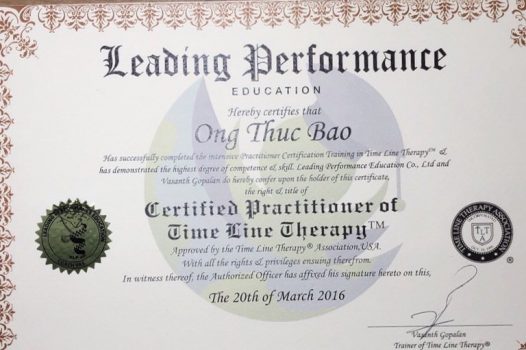 Leading Performance
EDUCATION
Hereby certifies that
Ong Thuc Bao
Has successfully completed the intensive Practitioner Certification Training in Time Line Therapy™ &
has demonstrated the highest degree of competence & skill. Leading Performance Education Co., Ltd and
Vasanth Gopalan do hereby confer upon the holder of this certificate,
the right & title of
Certified Practitioner of
Time Line Therapy™
Approved by the Time Line Therapy® Association, USA.
With all the rights & privileges ensuing therefrom.
In witness thereof, the Authorized Officer has affixed his signature hereto on this,
The 20th of March 2016
TIME LINE THERAPY ASSOCIATION
Vasanth Gopalan
Trainer of Time Line Therapy®